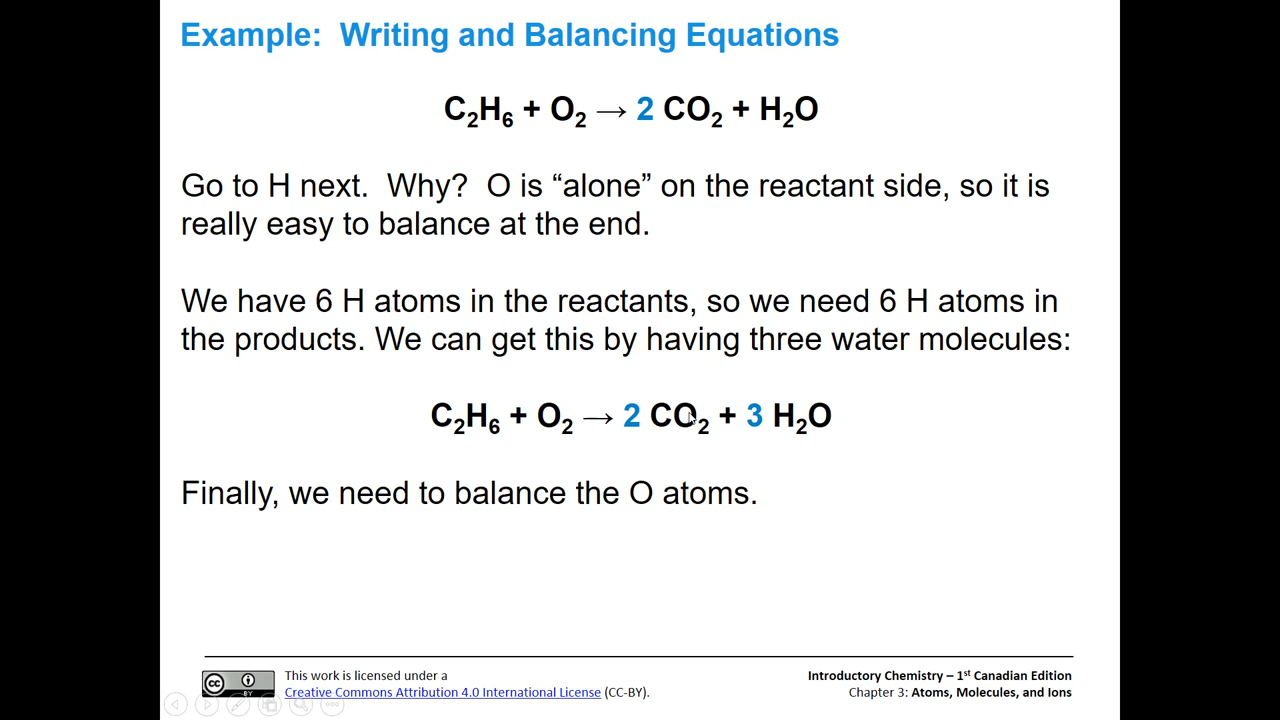 Example: Writing and Balancing Equations
C₂H₆ + O₂ → 2 CO₂ + H₂O
Go to H next. Why? O is “alone” on the reactant side, so it is
really easy to balance at the end.
We have 6 H atoms in the reactants, so we need 6 H atoms in
the products. We can get this by having three water molecules:
C₂H₆ + O₂ → 2 CO₂ + 3 H₂O
Finally, we need to balance the O atoms.
cc BY
This work is licensed under a
Creative Commons Attribution 4.0 International License (CC-BY).
Introductory Chemistry – 1ˢᵗ Canadian Edition
Chapter 3: Atoms, Molecules, and Ions